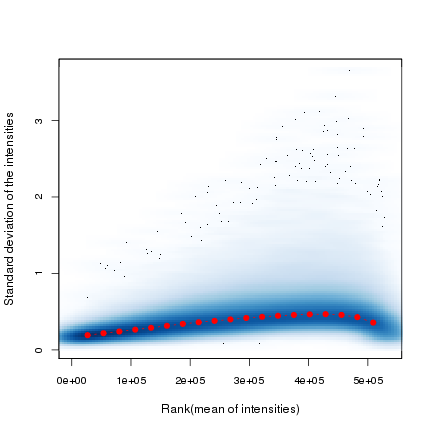 Standard deviation of the intensities
3
2
1
0
0e+00 1e+05 2e+05 3e+05 4e+05 5e+05
Rank(mean of intensities)